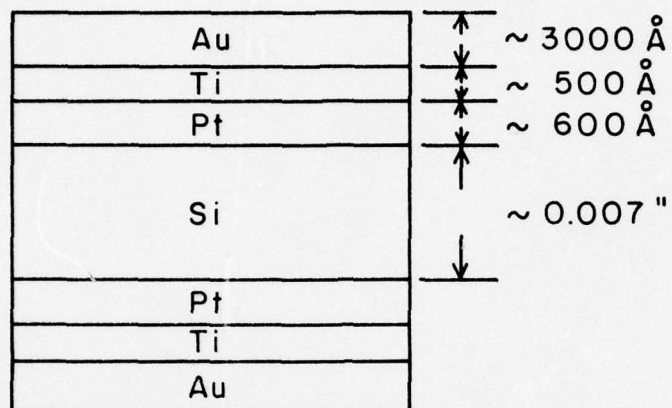 Au ~ 3000 Å
Ti ~ 500 Å
Pt ~ 600 Å
Si ~ 0.007 "
Pt
Ti
Au